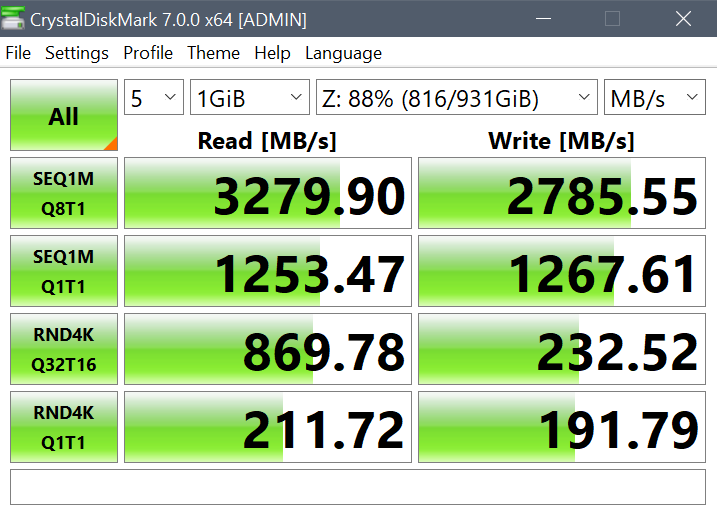 CrystalDiskMark 7.0.0 x64 [ADMIN]
File Settings Profile Theme Help Language
All 5 1GiB Z: 88% (816/931GiB) MB/s
Read [MB/s] Write [MB/s]
SEQ1M Q8T1 3279.90 2785.55
SEQ1M Q1T1 1253.47 1267.61
RND4K Q32T16 869.78 232.52
RND4K Q1T1 211.72 191.79